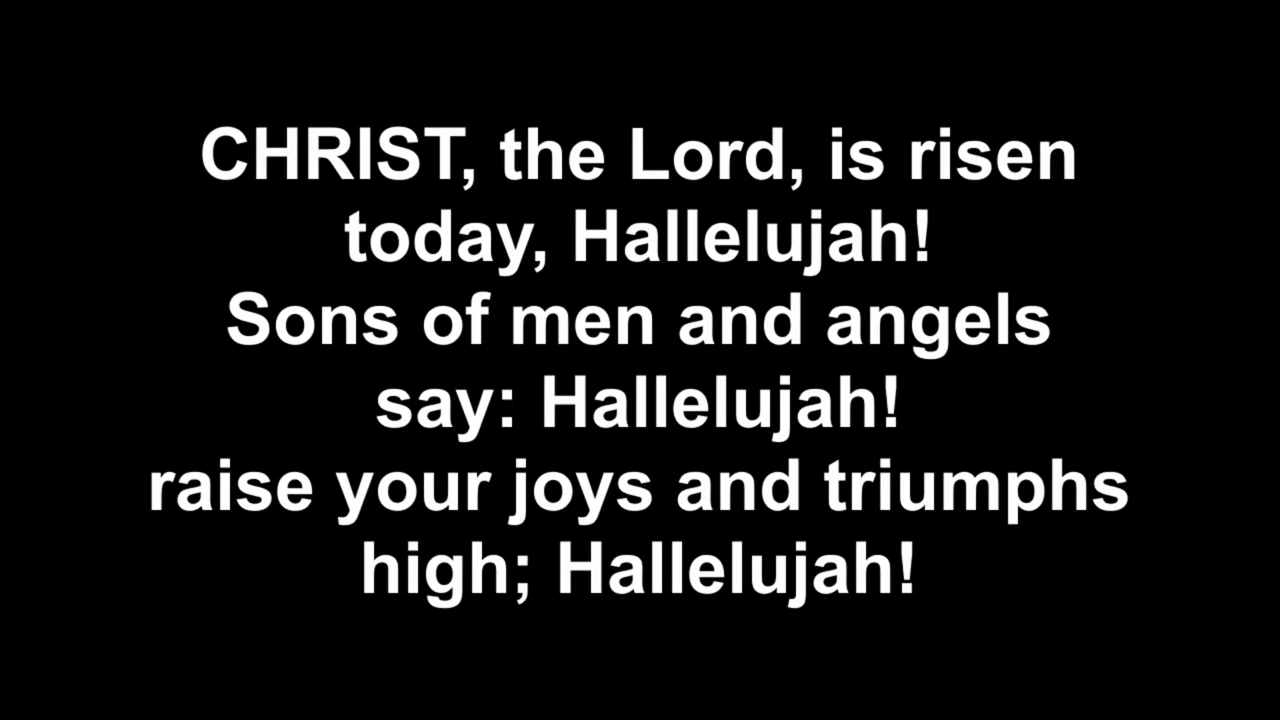 CHRIST, the Lord, is risen
today, Hallelujah!
Sons of men and angels
say: Hallelujah!
raise your joys and triumphs
high; Hallelujah!